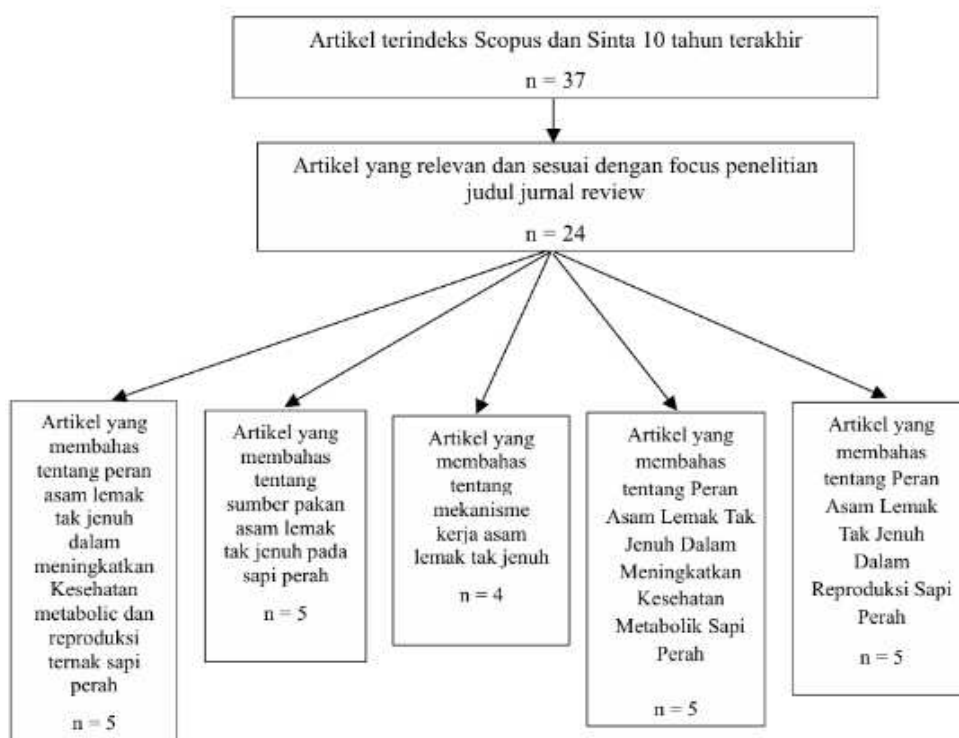 Artikel terindeks Scopus dan Sinta 10 tahun terakhir
n = 37
Artikel yang relevan dan sesuai dengan focus penelitian
judul jurnal review
n = 24
Artikel yang
membahas
tentang peran
asam lemak
tak jenuh
dalam
meningkatkan
Kesehatan
metabolic dan
reproduksi
ternak sapi
perah
n = 5
Artikel yang
membahas
tentang
sumber pakan
asam lemak
tak jenuh pada
sapi perah
n = 5
Artikel yang
membahas
tentang
mekanisme
kerja asam
lemak tak jenuh
n = 4
Artikel yang
membahas
tentang Peran
Asam Lemak Tak
Jenuh Dalam
Meningkatkan
Kesehatan
Metabolik Sapi
Perah
n = 5
Artikel yang
membahas
tentang Peran
Asam Lemak
Tak Jenuh
Dalam
Reproduksi Sapi
Perah
n = 5